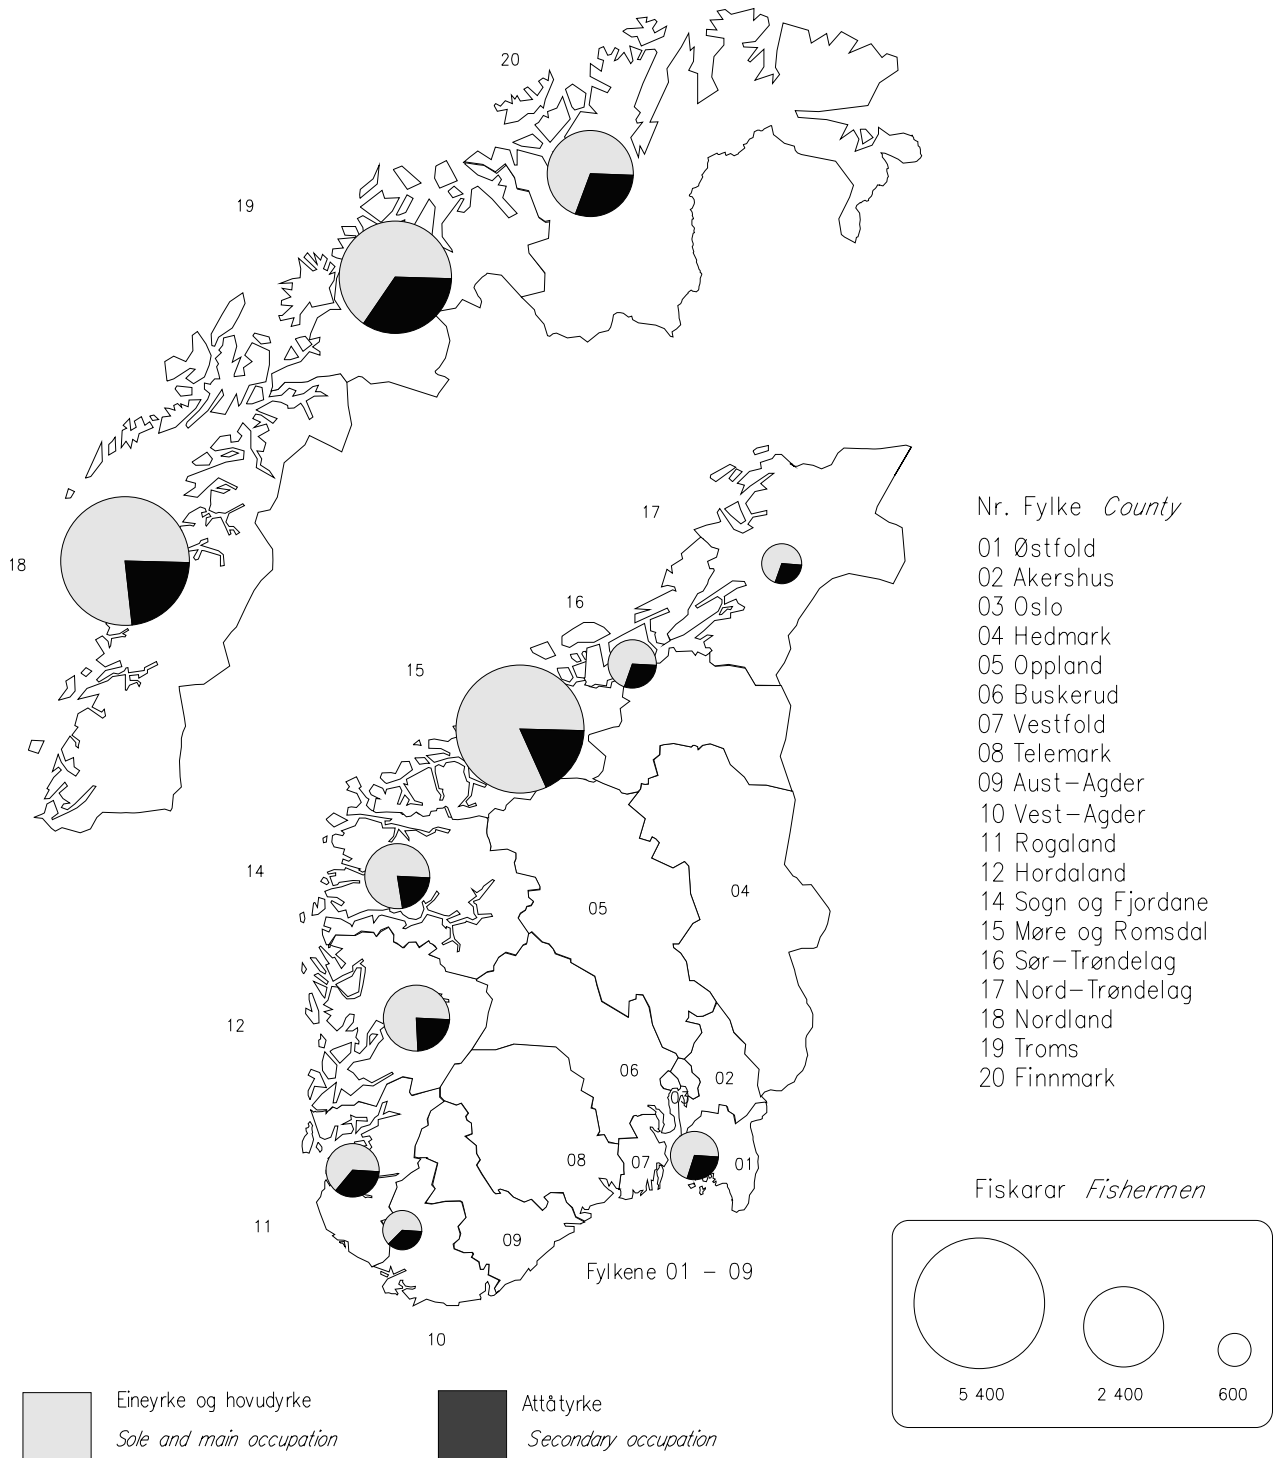 20
19
18
17
16
15
14
12
11
10
04
05
06
02
03
08
07
01
09
Fylkene 01 – 09
Nr. Fylke County
01 Østfold
02 Akershus
03 Oslo
04 Hedmark
05 Oppland
06 Buskerud
07 Vestfold
08 Telemark
09 Aust–Agder
10 Vest–Agder
11 Rogaland
12 Hordaland
14 Sogn og Fjordane
15 Møre og Romsdal
16 Sør–Trøndelag
17 Nord–Trøndelag
18 Nordland
19 Troms
20 Finnmark
Fiskarar Fishermen
5 400 2 400 600
Eineyrke og hovudyrke
Sole and main occupation
Attåtyrke
Secondary occupation